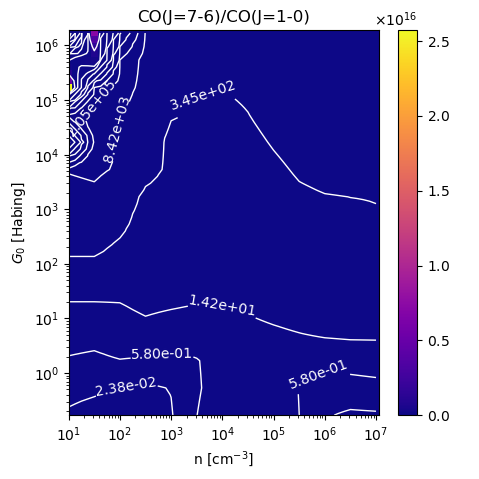 CO(J=7-6)/CO(J=1-0)
×10¹⁶
10⁶
10⁵
10⁴
10³
10²
10¹
10⁰
G₀ [Habing]
8.42e+03
3.45e+02
1.42e+01
5.80e-01
5.80e-01
2.38e-02
10¹ 10² 10³ 10⁴ 10⁵ 10⁶ 10⁷
n [cm⁻³]
2.5
2.0
1.5
1.0
0.5
0.0